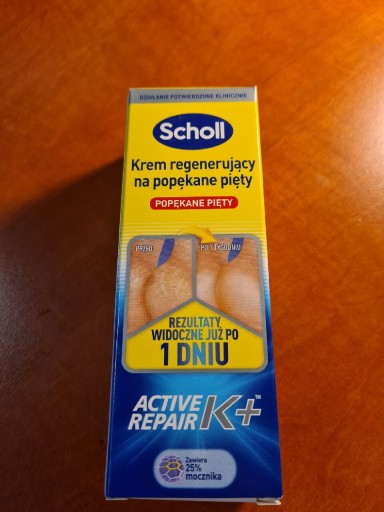 DZIAŁANIE POTWIERDZONE KLINICZNIE
Scholl
Krem regenerujący
na popękane pięty
POPĘKANE PIĘTY
PRZED
PO 1 TYGODNIU
REZULTATY
WIDOCZNE JUŻ PO
1 DNIU
ACTIVE
REPAIR K+™
Zawiera
25%
mocznika